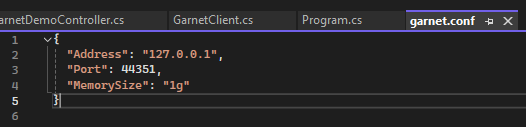 arnetDemoController.cs GarnetClient.cs Program.cs garnet.conf
1 {
2 "Address": "127.0.0.1",
3 "Port": 44351,
4 "MemorySize": "1g"
5 }